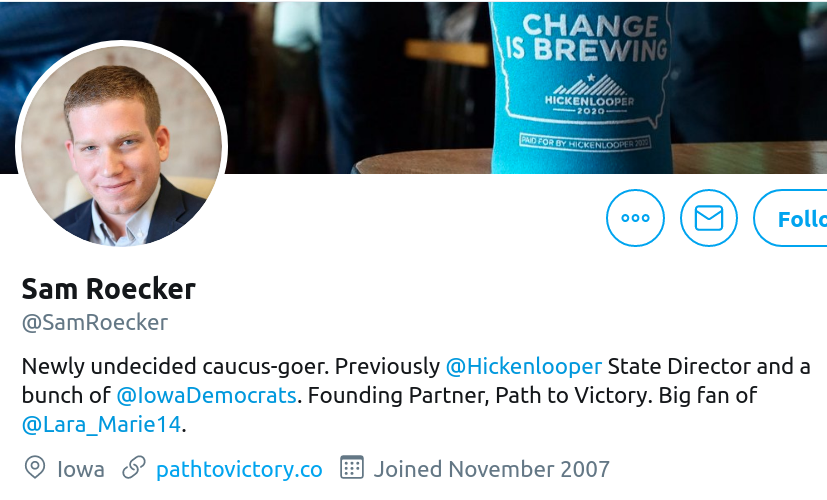 CHANGE
IS BREWING
HICKENLOOPER
2020
PAID FOR BY HICKENLOOPER 2020
Follo
Sam Roecker
@SamRoecker
Newly undecided caucus-goer. Previously @Hickenlooper State Director and a
bunch of @IowaDemocrats. Founding Partner, Path to Victory. Big fan of
@Lara_Marie14.
Iowa pathtovictory.co Joined November 2007